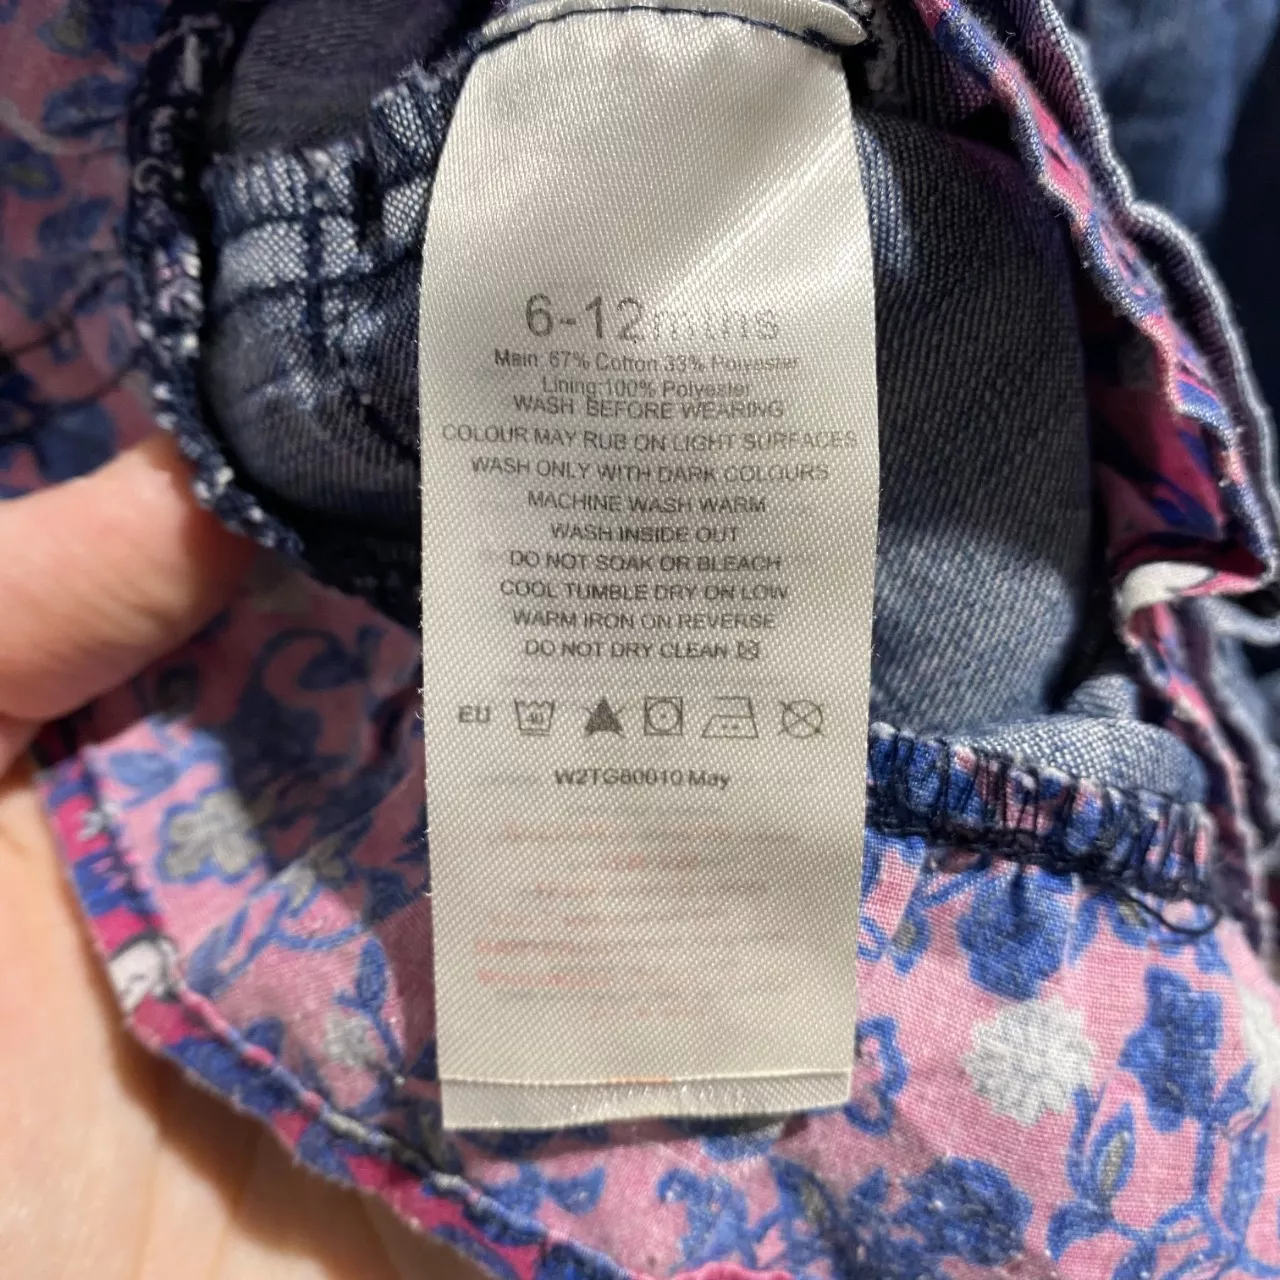 6-12mths
Main: 67% Cotton 33% Polyester
Lining:100% Polyester
WASH BEFORE WEARING
COLOUR MAY RUB ON LIGHT SURFACES
WASH ONLY WITH DARK COLOURS
MACHINE WASH WARM
WASH INSIDE OUT
DO NOT SOAK OR BLEACH
COOL TUMBLE DRY ON LOW
WARM IRON ON REVERSE
DO NOT DRY CLEAN
EU 40
W2TG80010 May